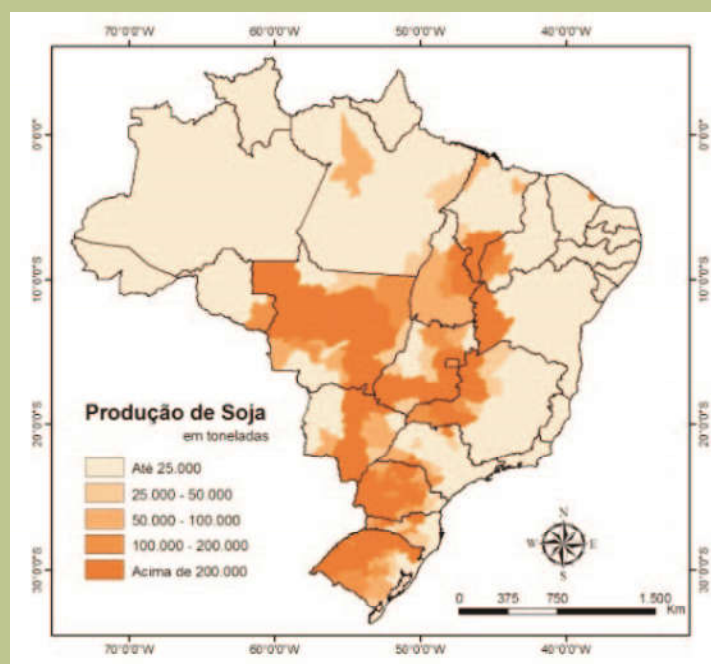 70°0'0"W 60°0'0"W 50°0'0"W 40°0'0"W
0°0'0" 0°0'0"
10°0'0"S 10°0'0"S
20°0'0"S 20°0'0"S
30°0'0"S 30°0'0"S
Produção de Soja
em toneladas
Até 25.000
25.000 - 50.000
50.000 - 100.000
100.000 - 200.000
Acima de 200.000
N
W E
S
0 375 750 1.500
Km
70°0'0"W 60°0'0"W 50°0'0"W 40°0'0"W